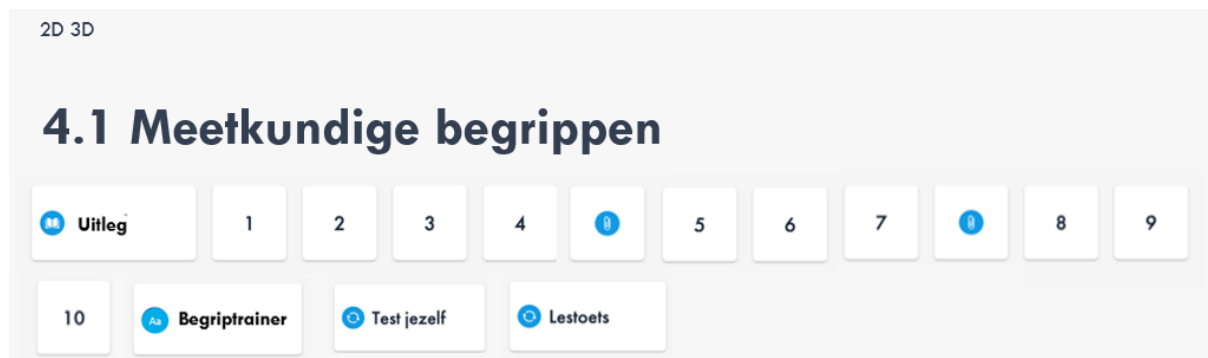 2D 3D
4.1 Meetkundige begrippen
Uitleg 1 2 3 4 5 6 7 8 9
10 Aa Begriptrainer Test jezelf Lestoets